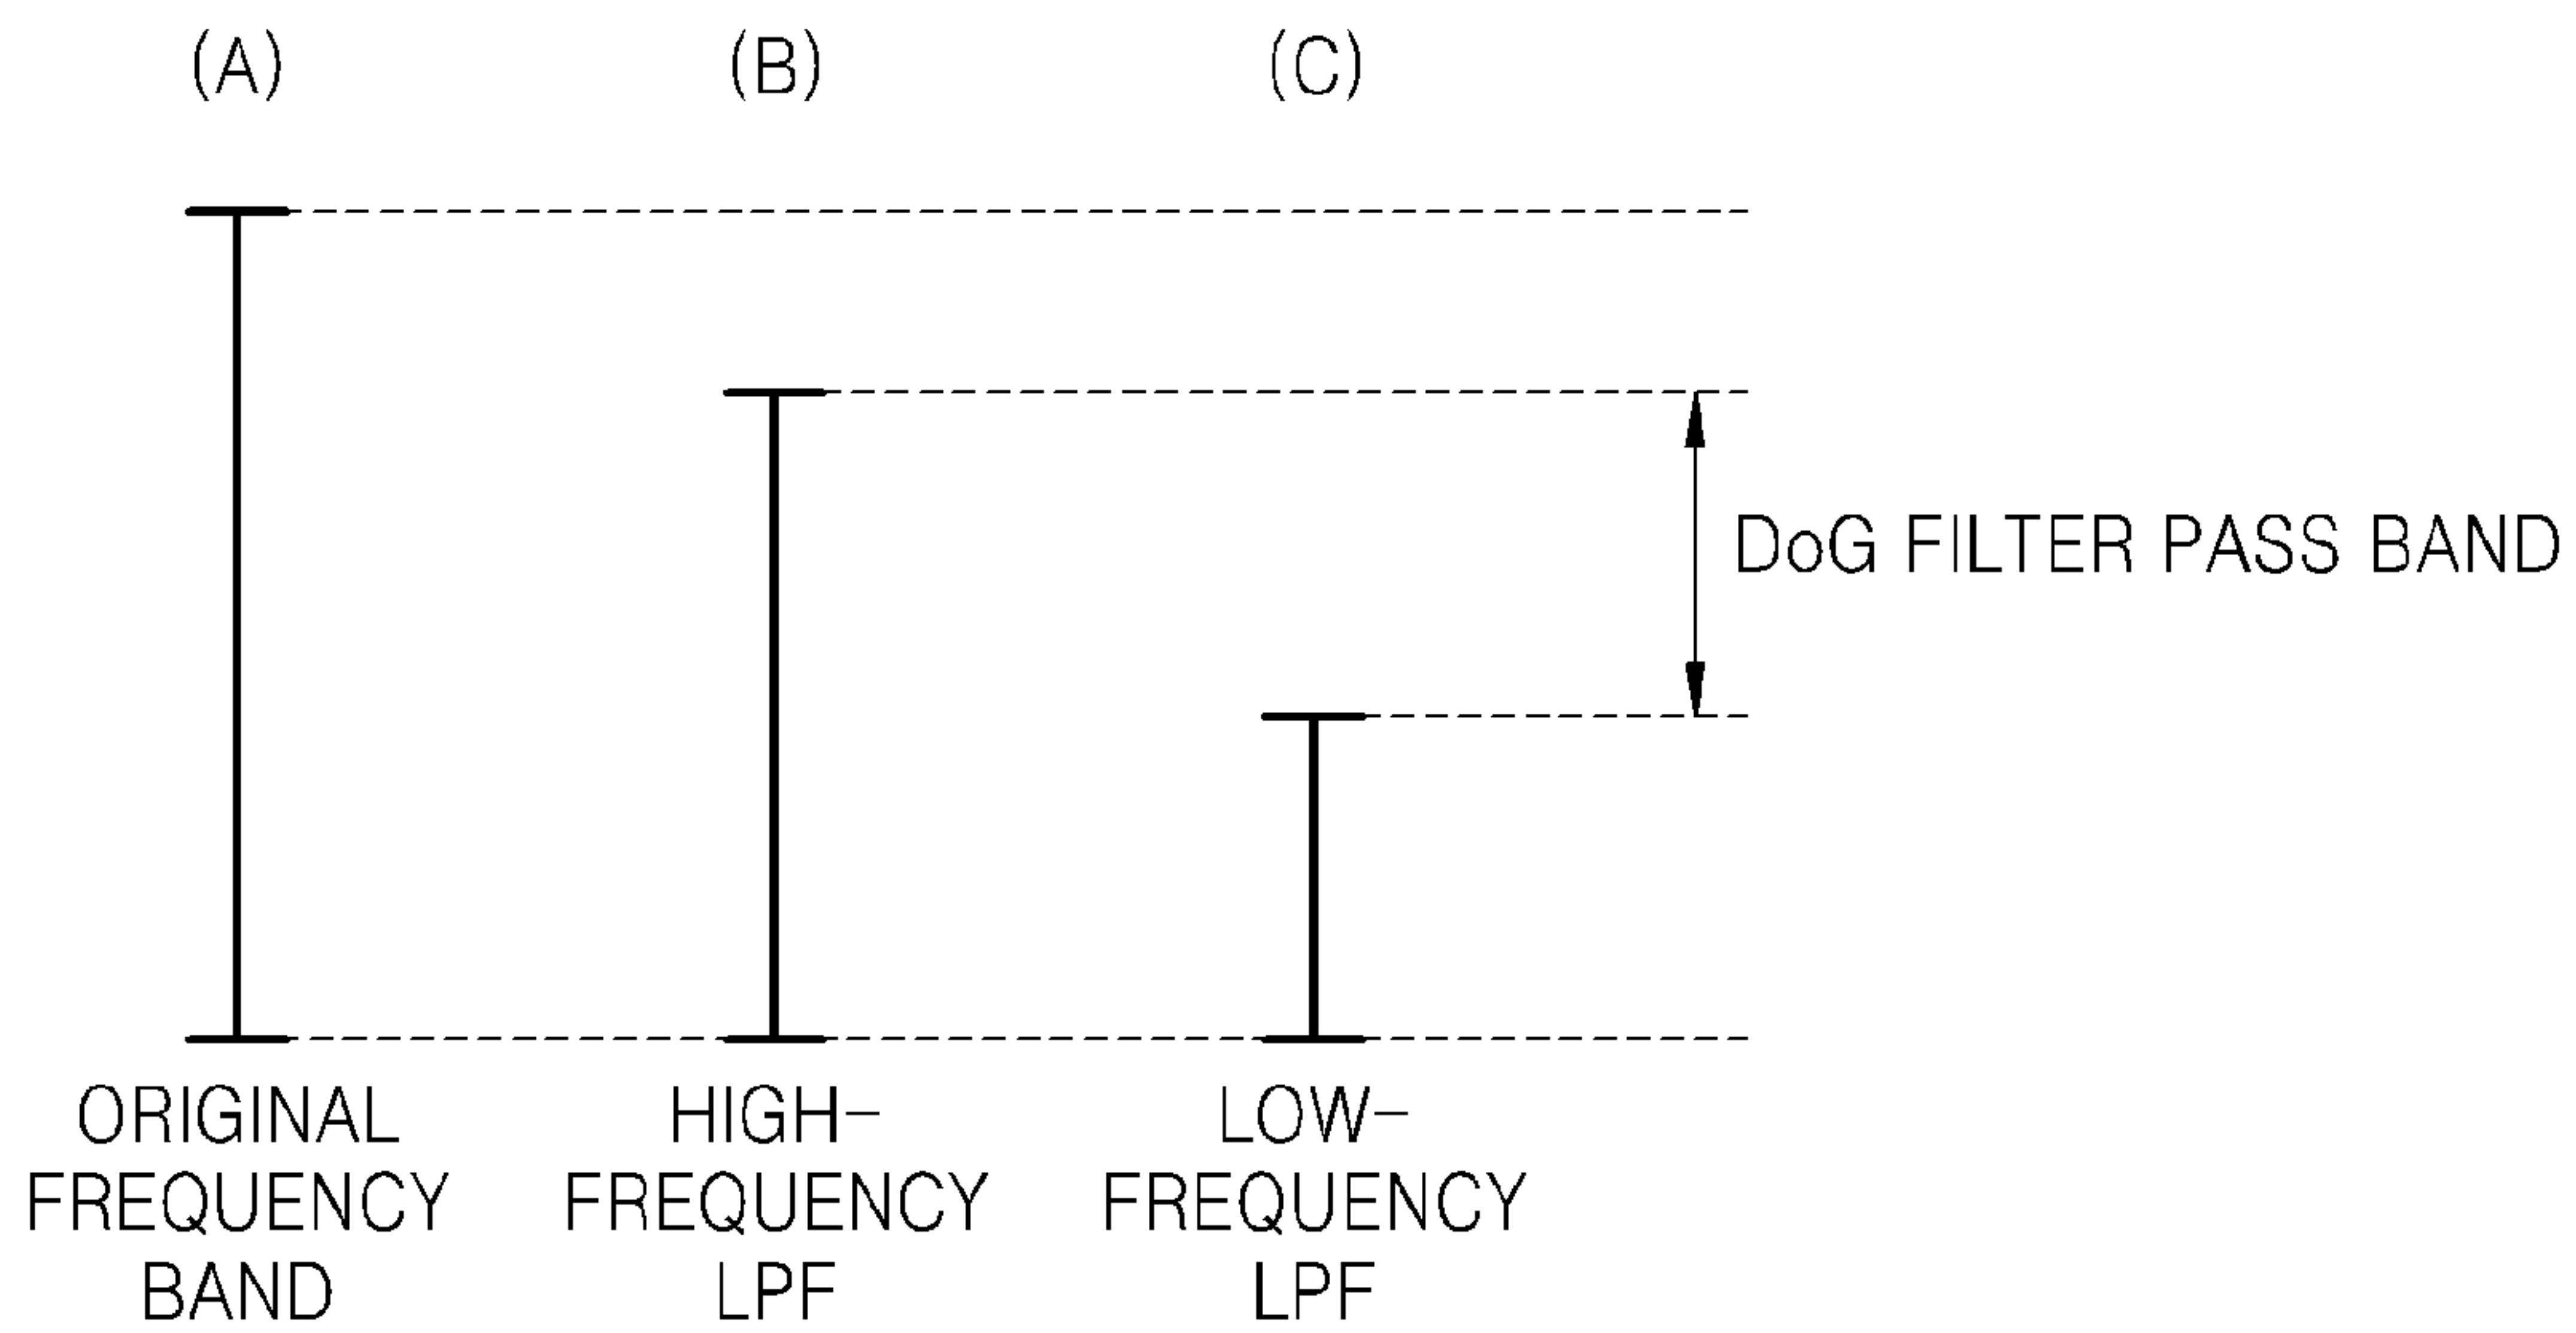 (A)
(B)
(C)
DoG FILTER PASS BAND
ORIGINAL
FREQUENCY
BAND
HIGH-
FREQUENCY
LPF
LOW-
FREQUENCY
LPF